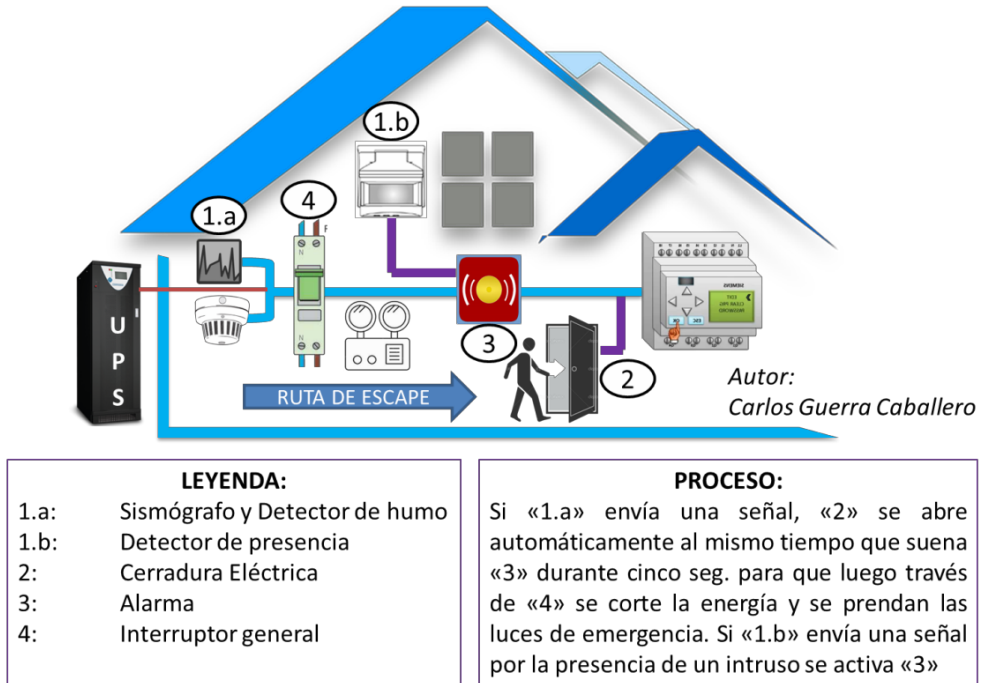 1.b
1.a
4
F
N
N
UPS
3
2
RUTA DE ESCAPE
Autor:
Carlos Guerra Caballero
LEYENDA:
1.a: Sismógrafo y Detector de humo
1.b: Detector de presencia
2: Cerradura Eléctrica
3: Alarma
4: Interruptor general
PROCESO:
Si «1.a» envía una señal, «2» se abre
automáticamente al mismo tiempo que suena
«3» durante cinco seg. para que luego través
de «4» se corte la energía y se prendan las
luces de emergencia. Si «1.b» envía una señal
por la presencia de un intruso se activa «3»